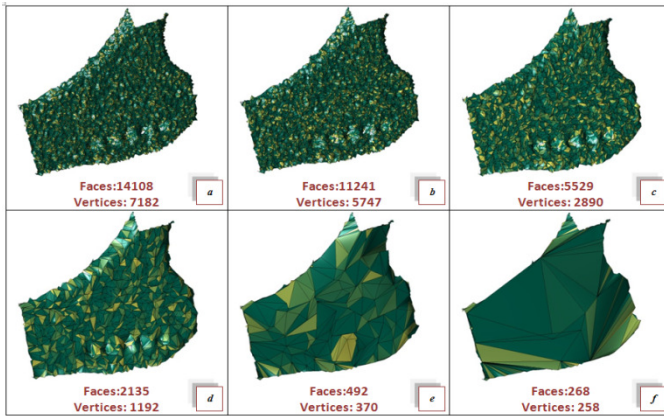 Faces:14108
Vertices: 7182
a
Faces:11241
Vertices: 5747
b
Faces:5529
Vertices: 2890
c
Faces:2135
Vertices: 1192
d
Faces:492
Vertices: 370
e
Faces:268
Vertices: 258
f